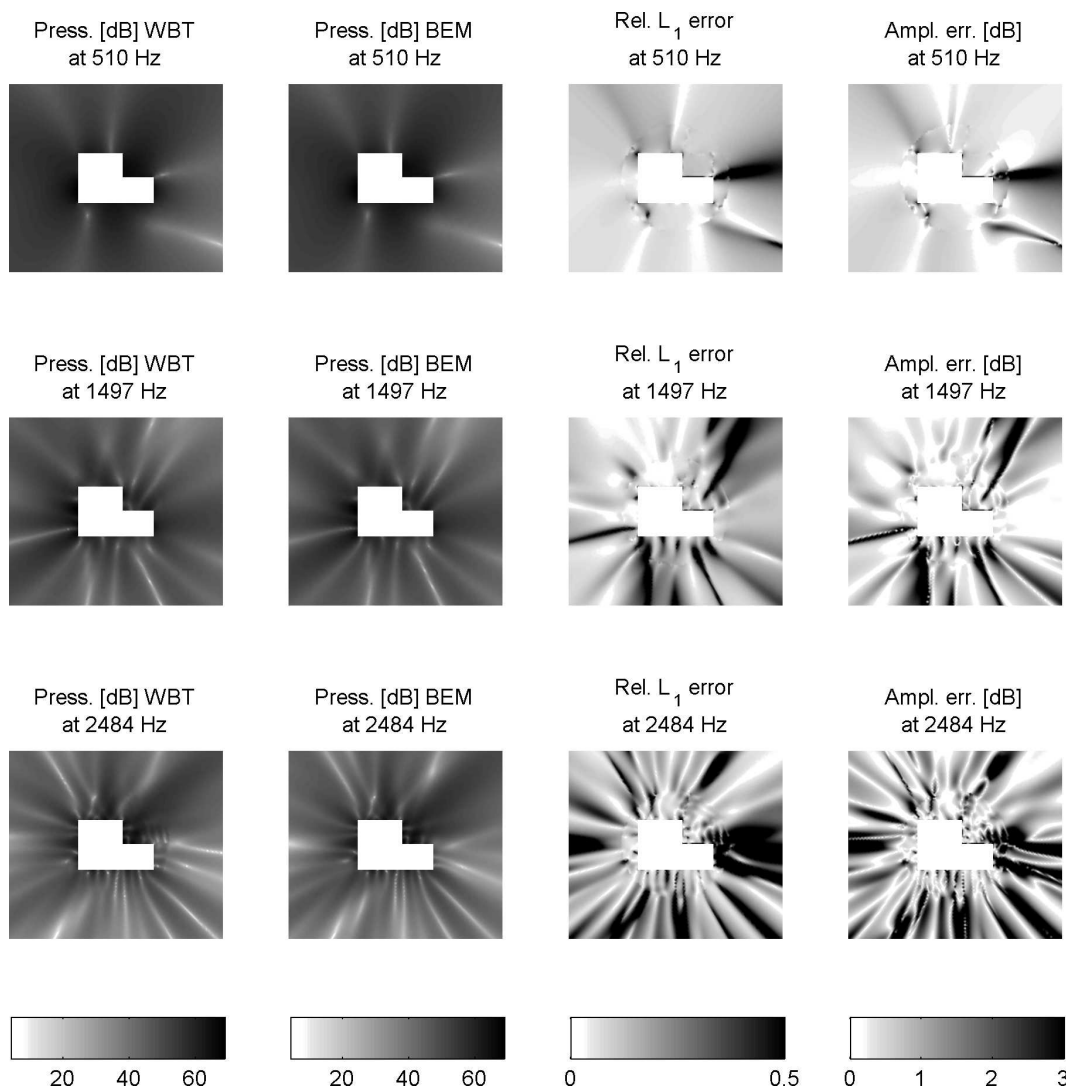 Press. [dB] WBT
at 510 Hz
Press. [dB] BEM
at 510 Hz
Rel. L1 error
at 510 Hz
Ampl. err. [dB]
at 510 Hz
Press. [dB] WBT
at 1497 Hz
Press. [dB] BEM
at 1497 Hz
Rel. L1 error
at 1497 Hz
Ampl. err. [dB]
at 1497 Hz
Press. [dB] WBT
at 2484 Hz
Press. [dB] BEM
at 2484 Hz
Rel. L1 error
at 2484 Hz
Ampl. err. [dB]
at 2484 Hz
20 40 60
20 40 60
0 0.5
0 1 2 3